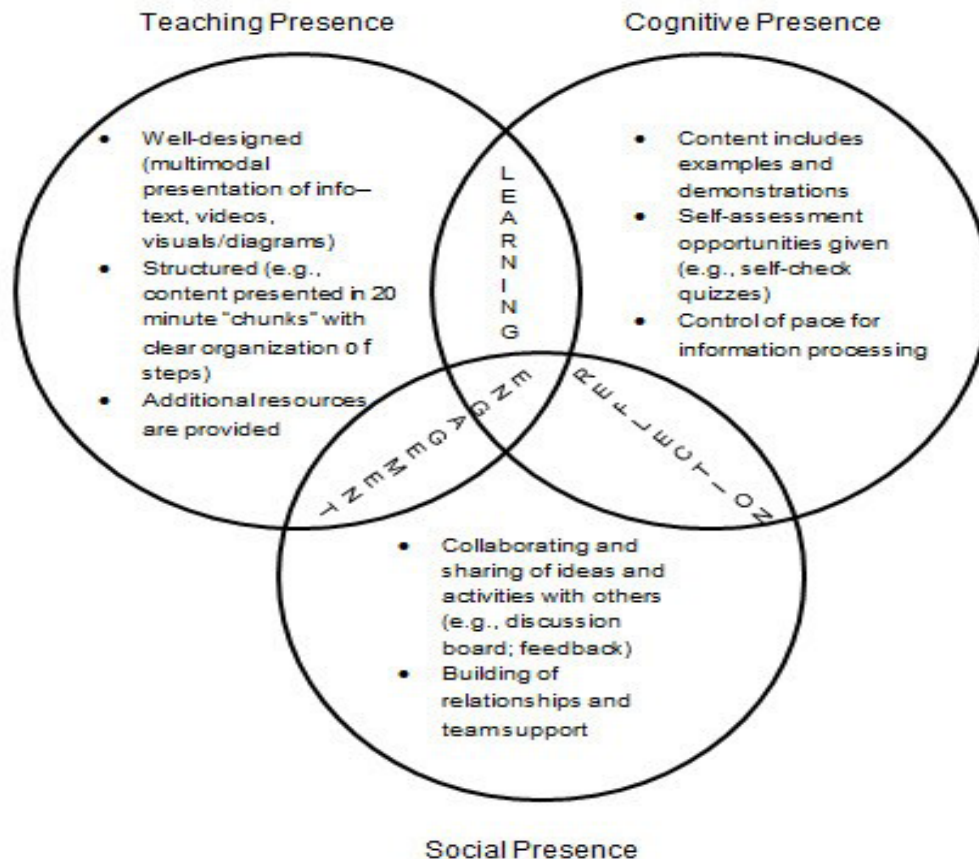 Teaching Presence
Cognitive Presence
• Well-designed
(multimodal
presentation of info–
text, videos,
visuals/diagrams)
• Structured (e.g.,
content presented in 20
minute "chunks" with
clear organization 0 f
steps)
• Additional resources
are provided
LEARNING
• Content includes
examples and
demonstrations
• Self-assessment
opportunities given
(e.g., self-check
quizzes)
• Control of pace for
information processing
ENGAGEMENT
REFLECTION
• Collaborating and
sharing of ideas and
activities with others
(e.g., discussion
board; feedback)
• Building of
relationships and
teamsupport
Social Presence